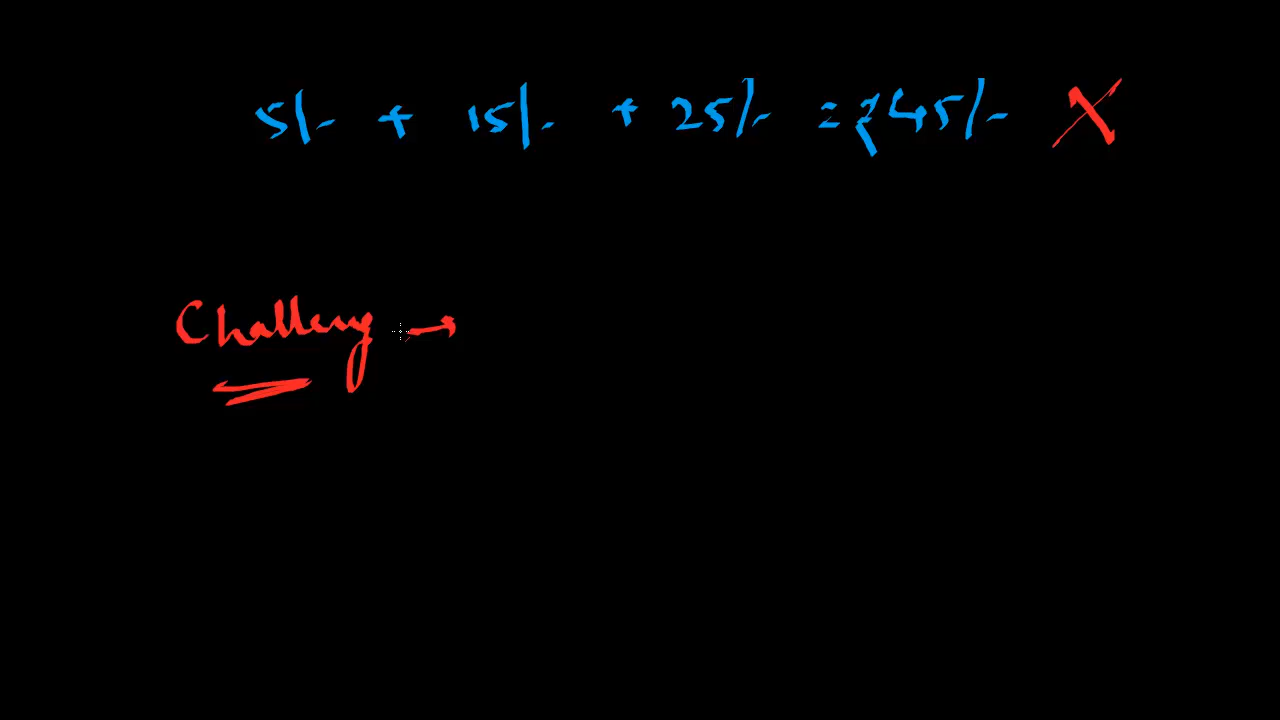 5/- + 15/- + 25/- = ₹45/- X
Challeng →